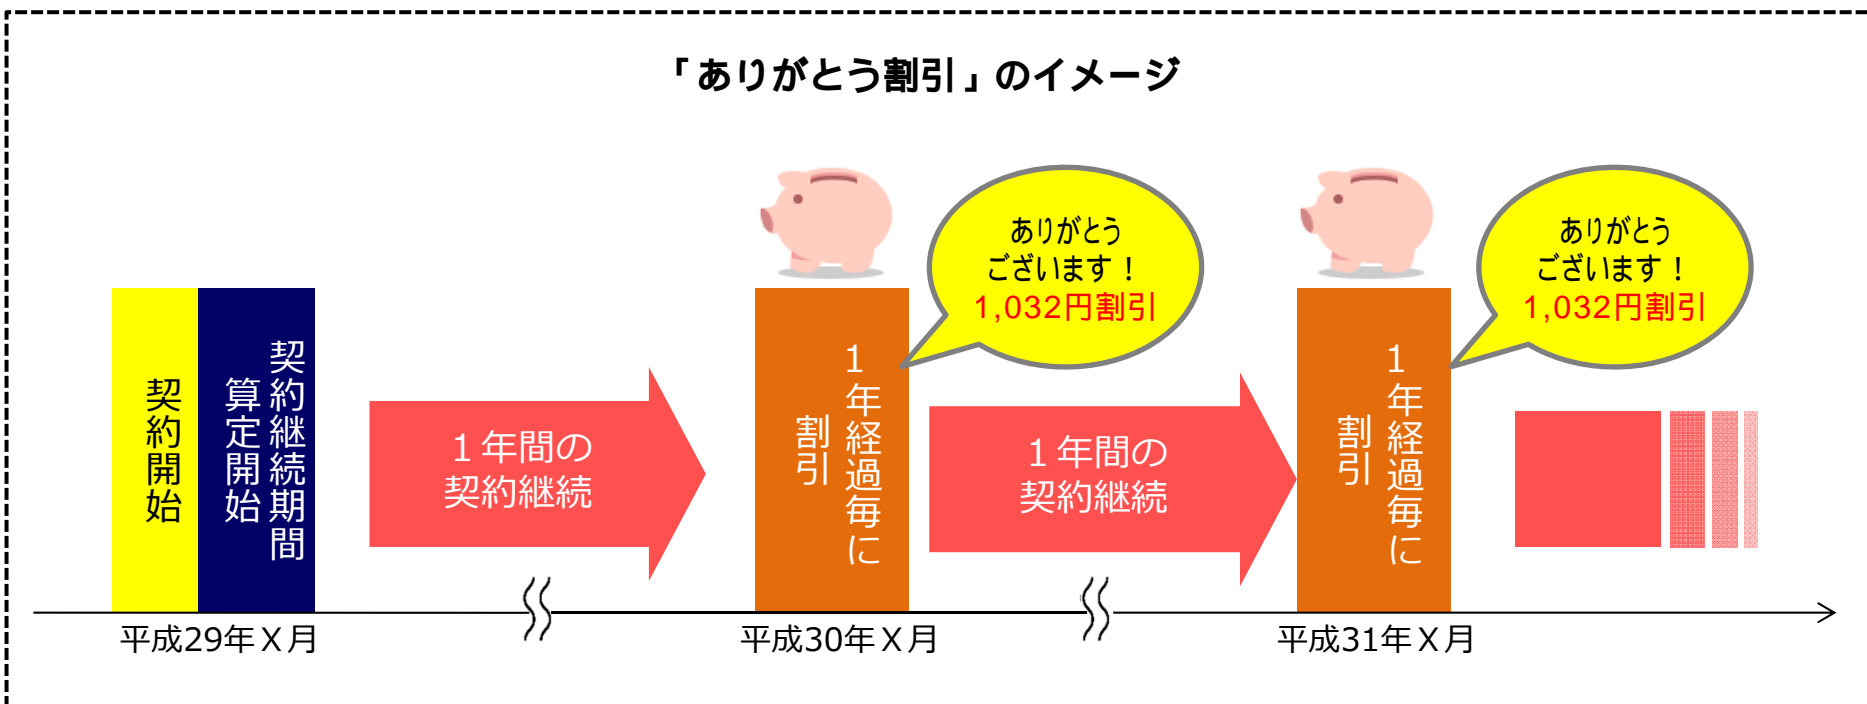 「ありがとう割引」のイメージ
契約開始
契約継続期間
算定開始
１年間の
契約継続
1年経過毎に
割引
ありがとう
ございます！
1,032円割引
１年間の
契約継続
1年経過毎に
割引
ありがとう
ございます！
1,032円割引
平成29年Ｘ月
平成30年Ｘ月
平成31年Ｘ月